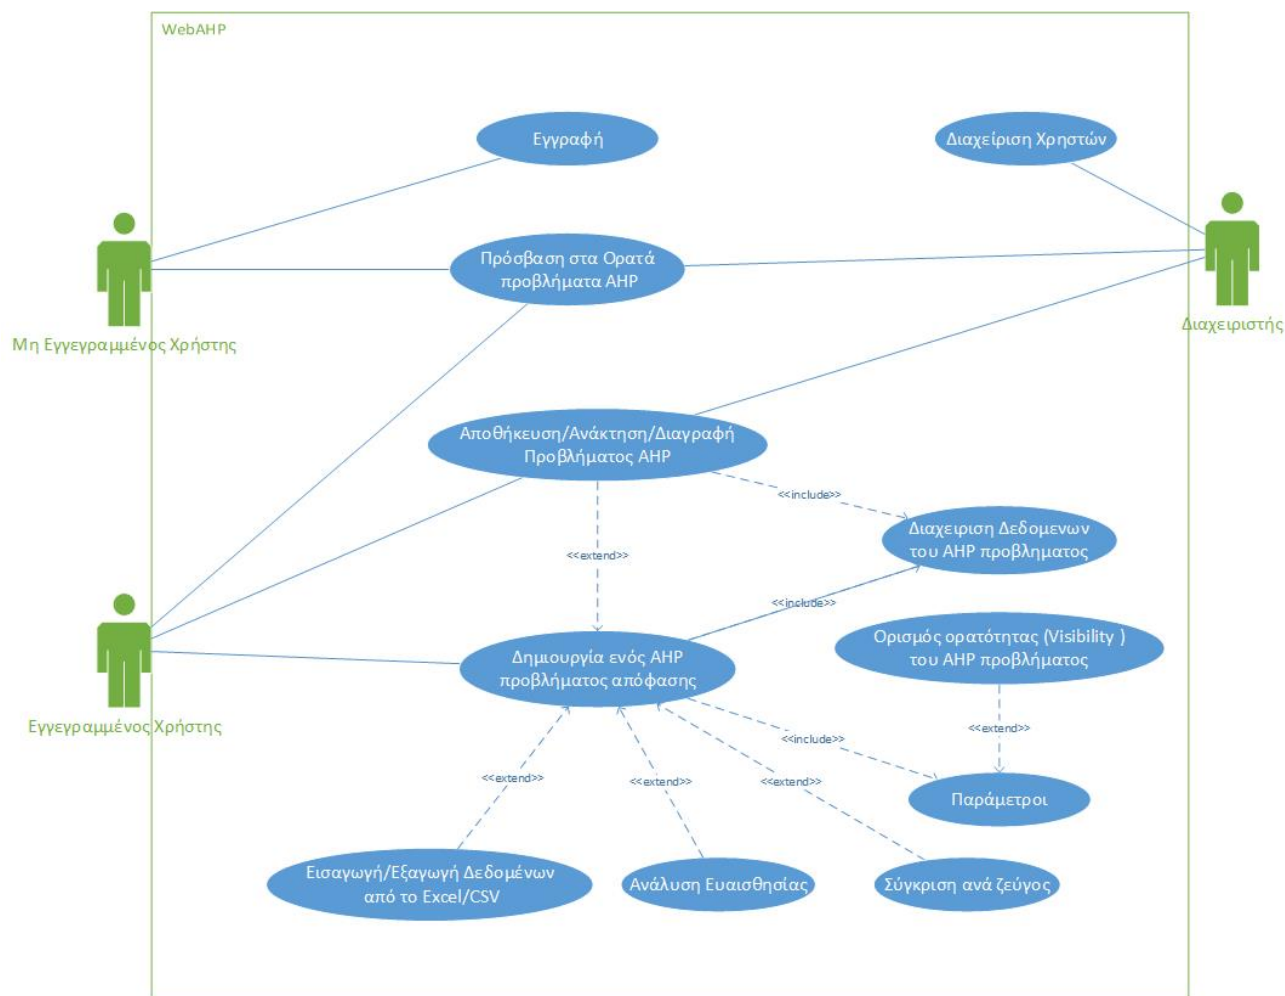 WebAHP
Εγγραφή
Διαχείριση Χρηστών
Πρόσβαση στα Ορατά
προβλήματα AHP
Μη Εγγεγραμμένος Χρήστης
Διαχειριστής
Αποθήκευση/Ανάκτηση/Διαγραφή
Προβλήματος AHP
<<include>>
Διαχειριση Δεδομενων
του AHP προβληματος
<<extend>>
<<include>>
Ορισμός ορατότητας (Visibility )
του AHP προβλήματος
Δημιουργία ενός AHP
προβλήματος απόφασης
Εγγεγραμμένος Χρήστης
<<extend>>
<<include>>
<<extend>>
<<extend>>
<<extend>>
Παράμετροι
Εισαγωγή/Εξαγωγή Δεδομένων
από το Excel/CSV
Ανάλυση Ευαισθησίας
Σύγκριση ανά ζεύγος